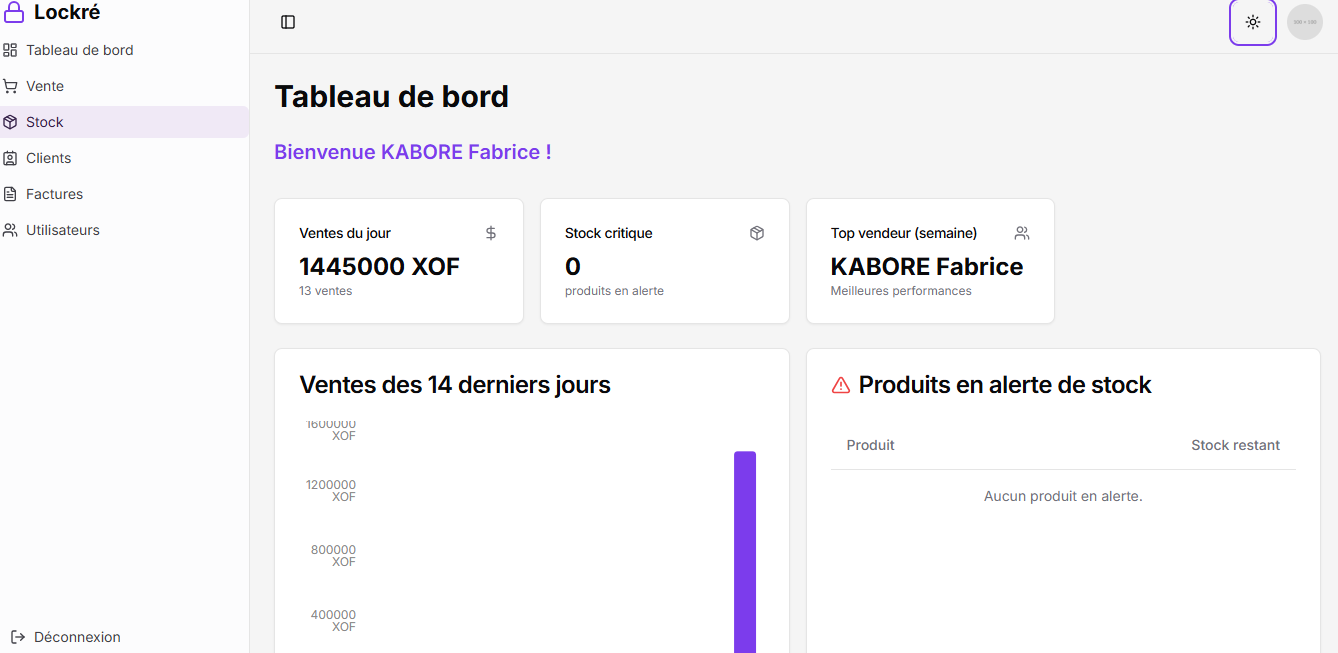 Lockré
Tableau de bord
Vente
Stock
Clients
Factures
Utilisateurs
Déconnexion
Tableau de bord
Bienvenue KABORE Fabrice !
Ventes du jour
1445000 XOF
13 ventes
Stock critique
0
produits en alerte
Top vendeur (semaine)
KABORE Fabrice
Meilleures performances
Ventes des 14 derniers jours
1600000
XOF
1200000
XOF
800000
XOF
400000
XOF
Produits en alerte de stock
Produit Stock restant
Aucun produit en alerte.